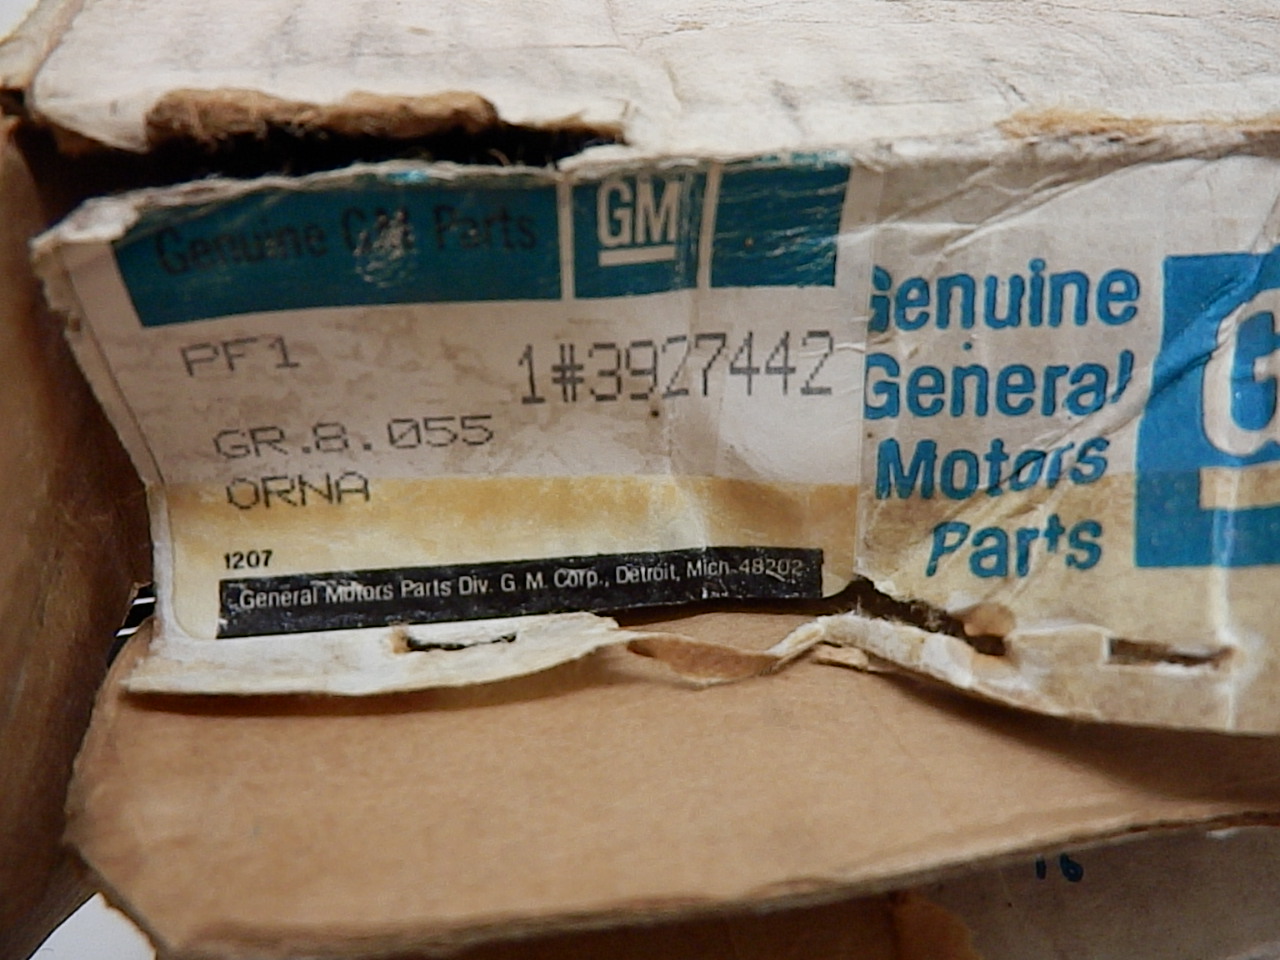 Genuine GM Parts
GM
PF1
1#3927442
GR.8.055
ORNA
1207
General Motors Parts Div. G. M. Corp., Detroit, Mich. 48202
Genuine
General
Motors
Parts
G
16